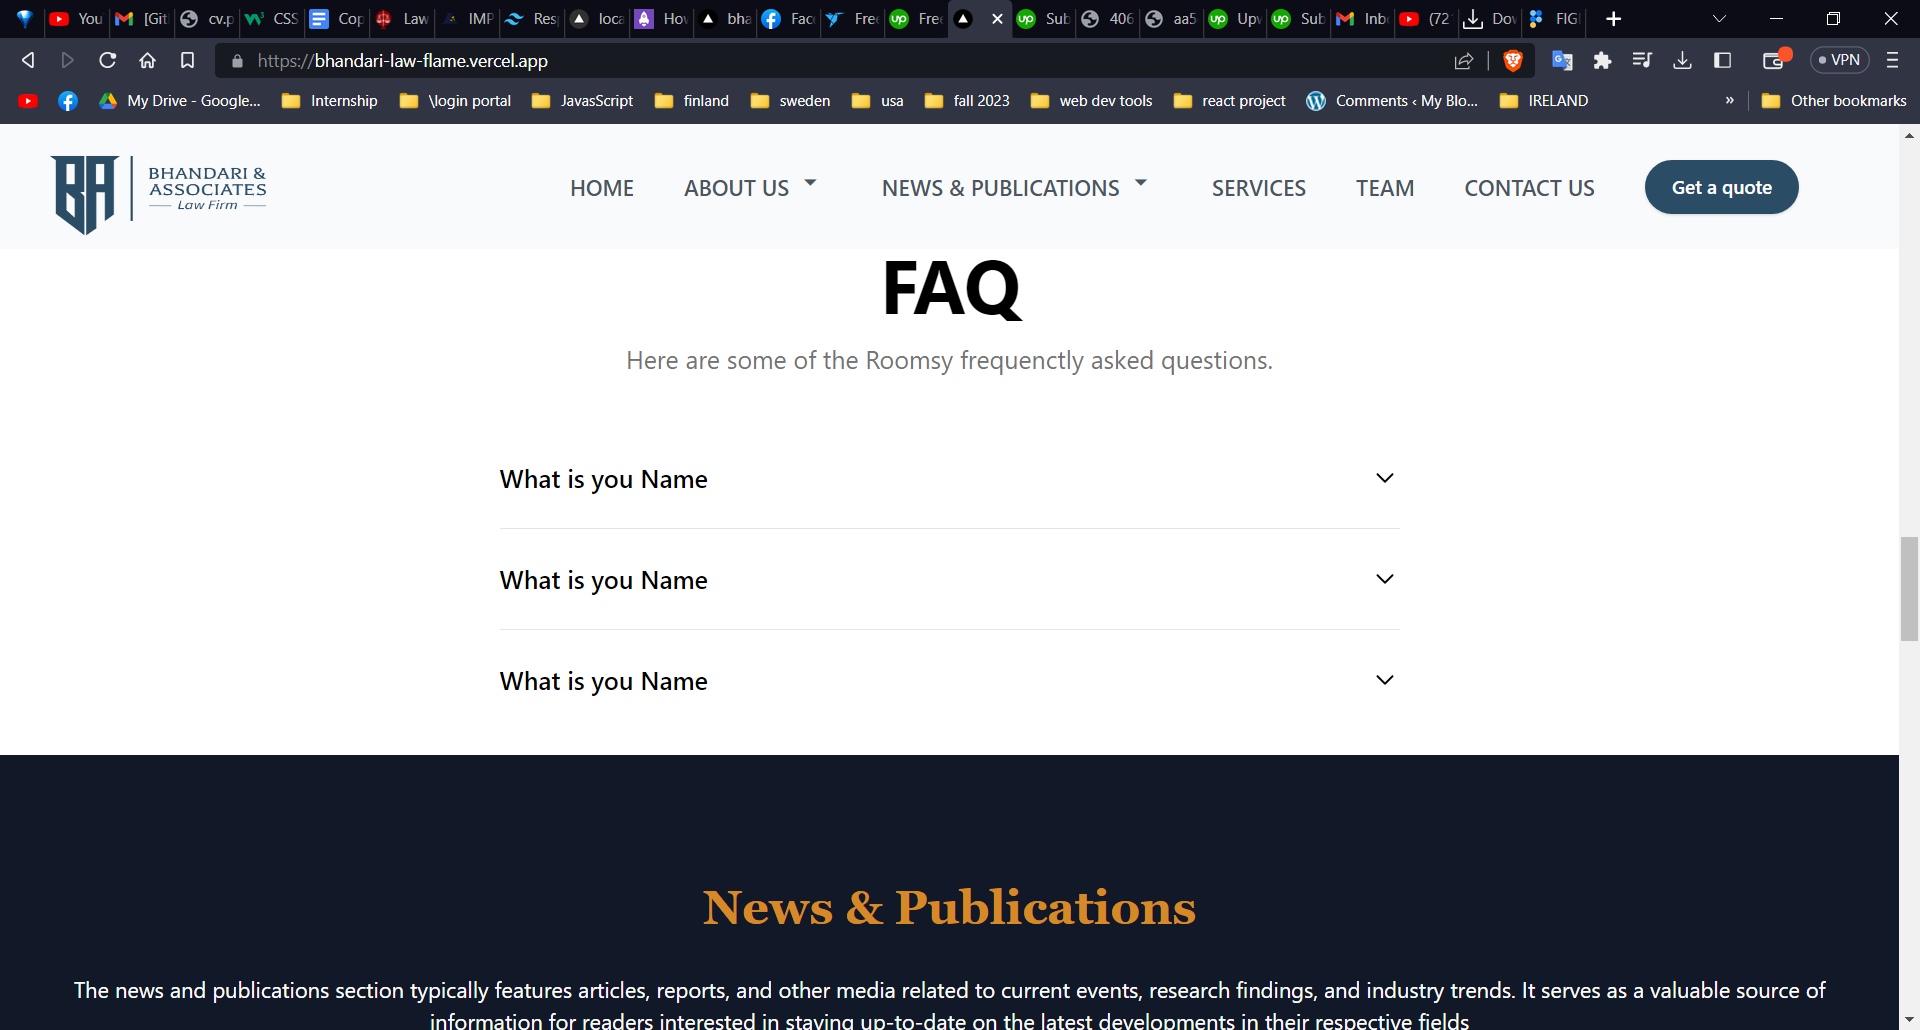 You
[Git
cv.p
CSS
Cop
Law
IMP
Res
loca
Hov
bha
Fac
Free
Free
Sub
406
aa5
Upv
Sub
Inb
(72
Dov
FIG
https://bhandari-law-flame.vercel.app
VPN
My Drive - Google...
Internship
\login portal
JavasScript
finland
sweden
usa
fall 2023
web dev tools
react project
Comments ‹ My Blo...
IRELAND
»
Other bookmarks
BA
BHANDARI &
ASSOCIATES
Law Firm
HOME
ABOUT US
NEWS & PUBLICATIONS
SERVICES
TEAM
CONTACT US
Get a quote
FAQ
Here are some of the Roomsy frequenctly asked questions.
What is you Name
What is you Name
What is you Name
News & Publications
The news and publications section typically features articles, reports, and other media related to current events, research findings, and industry trends. It serves as a valuable source of
information for readers interested in staying up-to-date on the latest developments in their respective fields